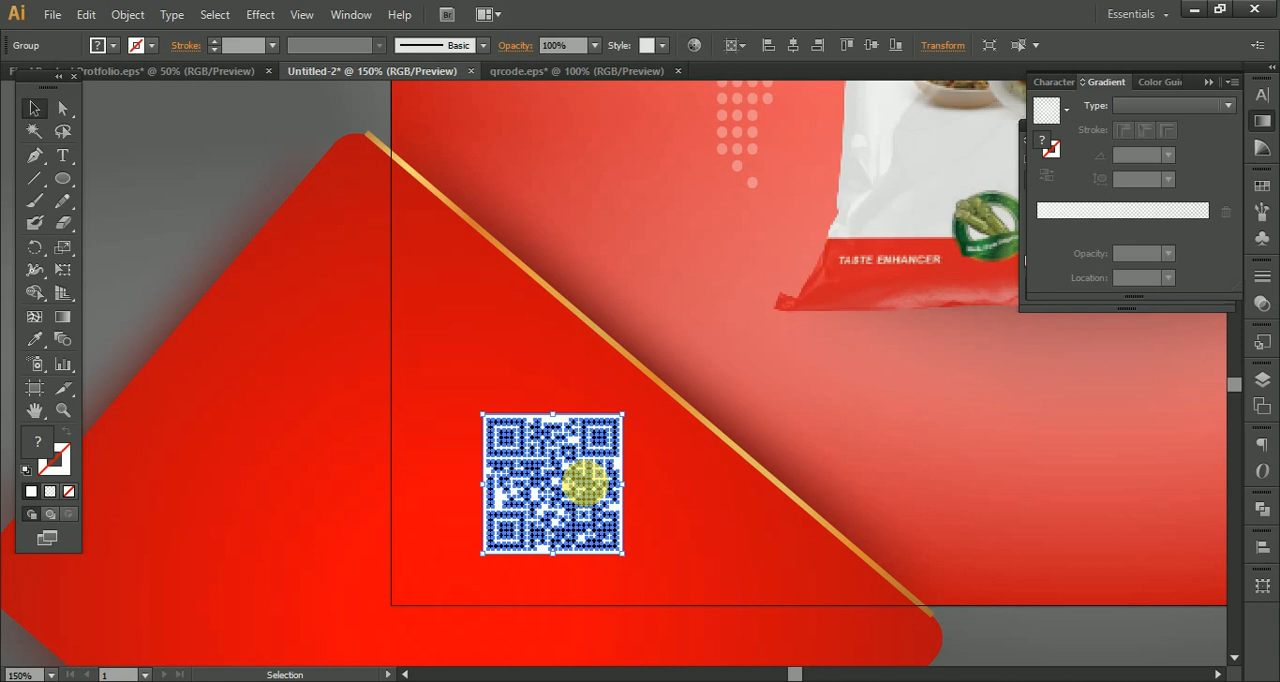 Ai File Edit Object Type Select Effect View Window Help Br Essentials
Group Stroke: Basic Opacity: 100% Style: Transform
Protfolio.eps* @ 50% (RGB/Preview) × Untitled-2* @ 150% (RGB/Preview) × qrcode.eps* @ 100% (RGB/Preview) ×
Character Gradient Color Gui
Type:
Stroke:
Opacity:
Location:
TASTE ENHANCER
?
150% 1 Selection